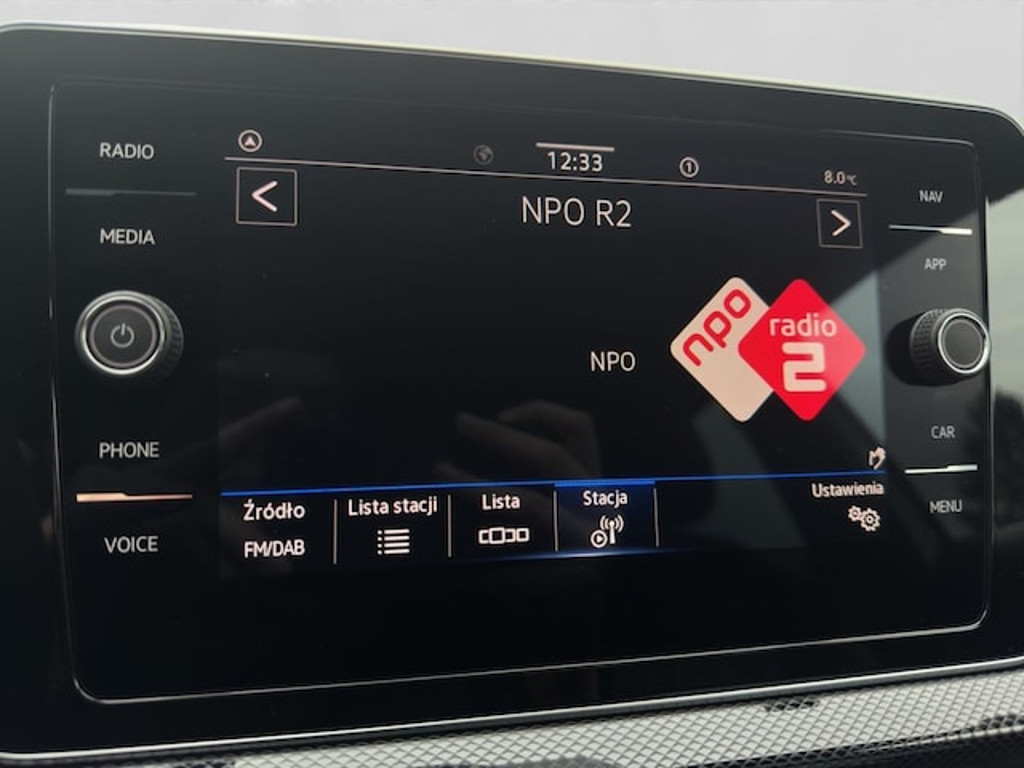 RADIO
MEDIA
PHONE
VOICE
12:33
1
8.0°C
NPO R2
NPO
npo
radio
2
Źródło
FM/DAB
Lista stacji
Lista
Stacja
Ustawienia
NAV
APP
CAR
MENU